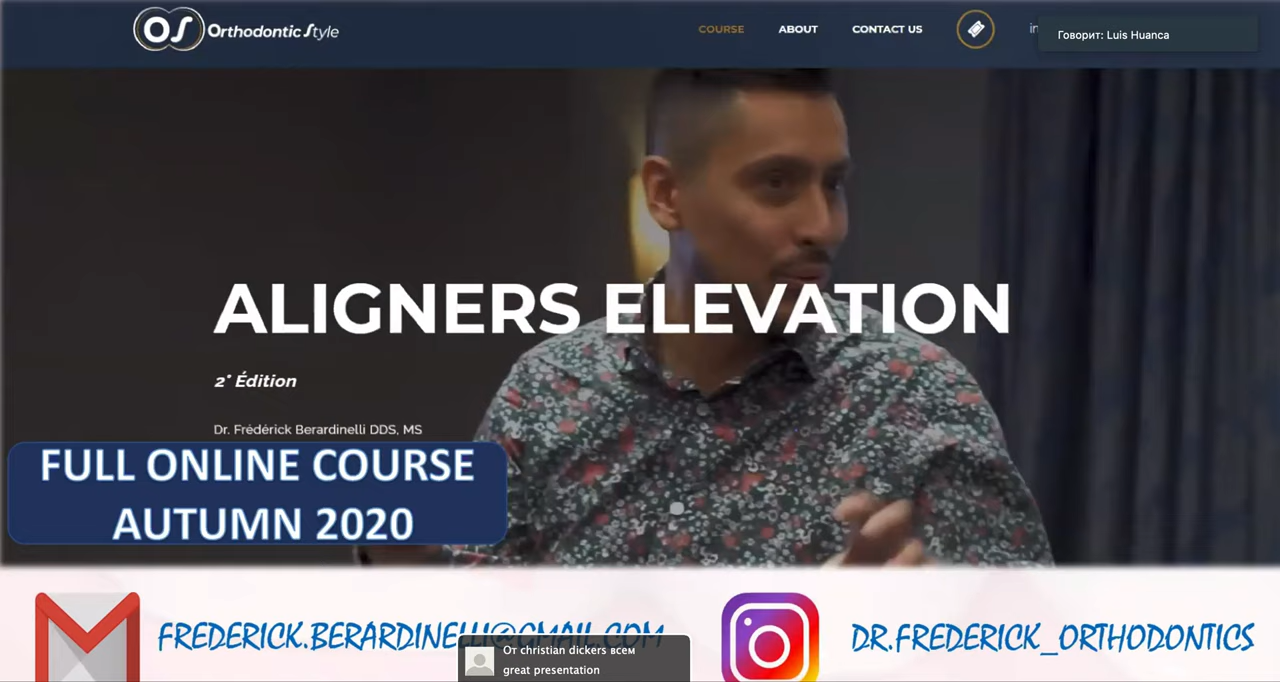 OS Orthodontic Style
COURSE
ABOUT
CONTACT US
in
Говорит: Luis Huanca
ALIGNERS ELEVATION
2° Édition
Dr. Frédérick Berardinelli DDS, MS
FULL ONLINE COURSE
AUTUMN 2020
FREDERICK.BERARDINELLI@GMAIL.COM
DR.FREDERICK_ORTHODONTICS
От christian dickers всем
great presentation